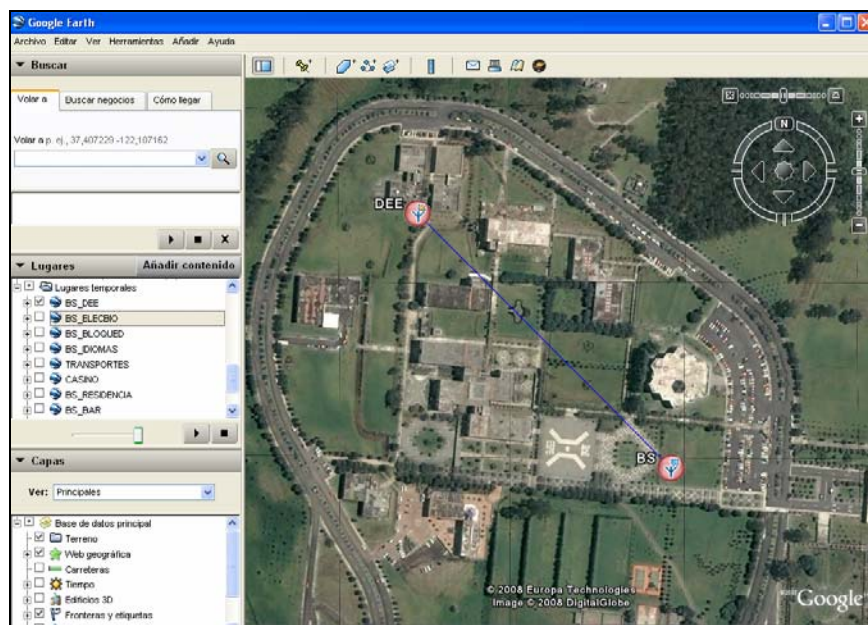 Google Earth
Archivo Editar Ver Herramientas Añadir Ayuda
Buscar
Volar a Buscar negocios Cómo llegar
Volar a p. ej., 37,407229 -122,107162
Lugares Añadir contenido
Lugares temporales
BS_DEE
BS_ELECBIO
BS_BLOQUED
BS_IDIOMAS
TRANSPORTES
CASINO
BS_RESIDENCIA
BS_BAR
Capas
Ver: Principales
Base de datos principal
Terreno
Web geográfica
Carreteras
Tiempo
Edificios 3D
Fronteras y etiquetas
N
DEE
BS
© 2008 Europa Technologies
Image © 2008 DigitalGlobe
Google